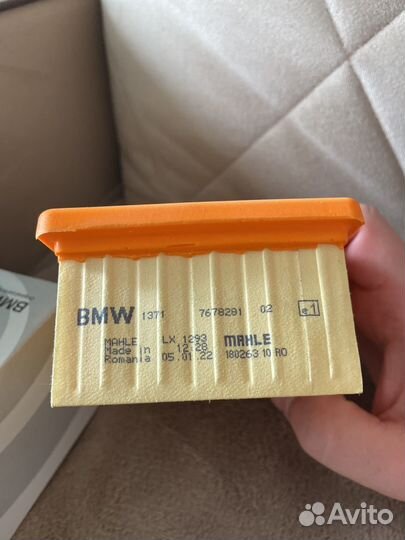 BMW 1371 7678281 02 e1
MAHLE LX 1293 MAHLE
Made in 12:28 180263 10 RO
Romania 05.01.22
BMW
Avito